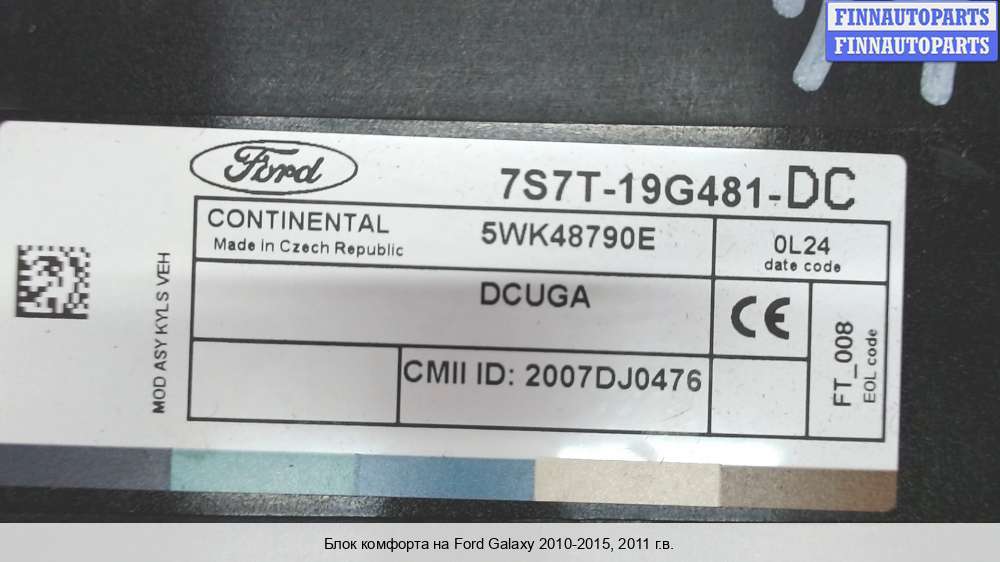 FINNAUTOPARTS
FINNAUTOPARTS
Ford
7S7T-19G481-DC
CONTINENTAL
Made in Czech Republic
5WK48790E
0L24
date code
DCUGA
CE
MOD ASY KYLS VEH
CMII ID: 2007DJ0476
FT_008
EOL code
Блок комфорта на Ford Galaxy 2010-2015, 2011 г.в.